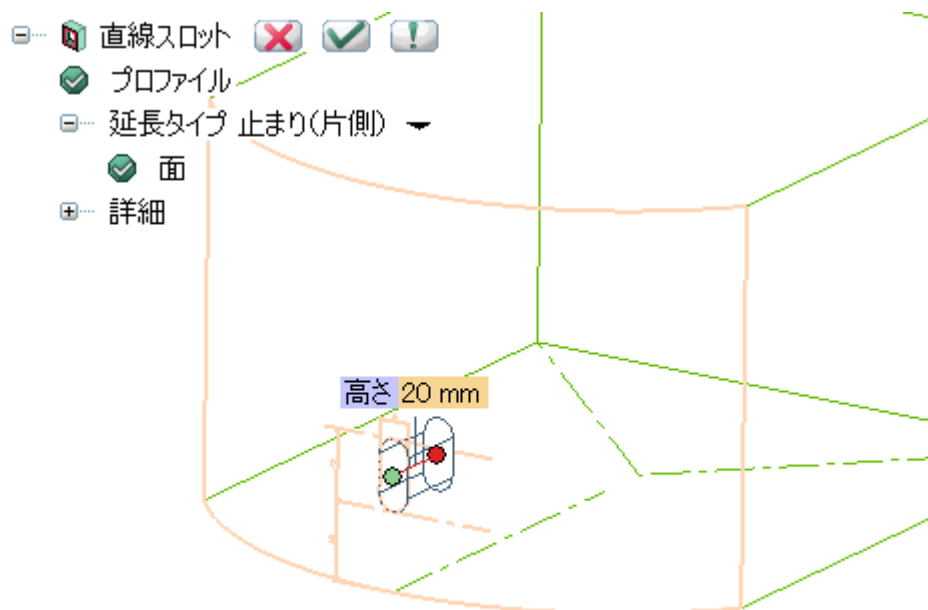 直線スロット
プロファイル
延長タイプ 止まり(片側)
面
詳細
高さ 20 mm